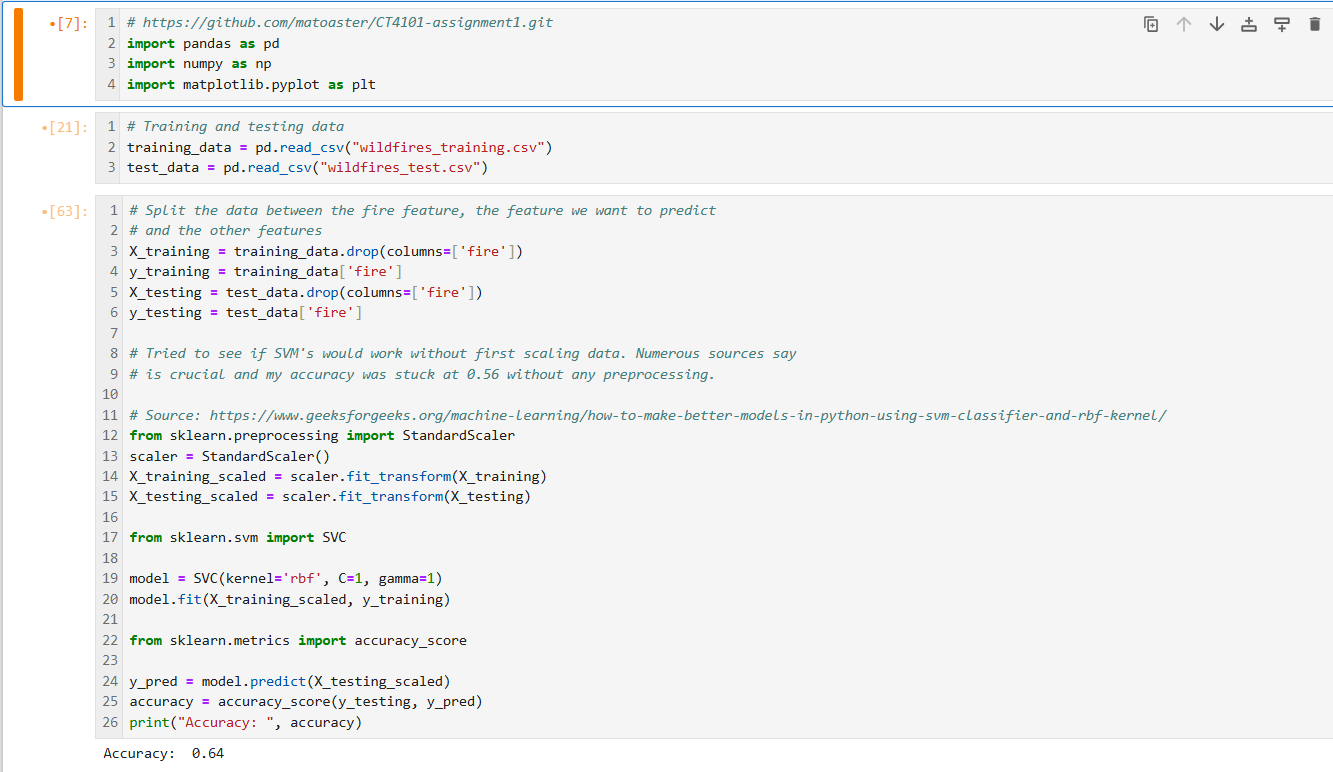 •[7]:
1 # https://github.com/matoaster/CT4101-assignment1.git
2 import pandas as pd
3 import numpy as np
4 import matplotlib.pyplot as plt
•[21]:
1 # Training and testing data
2 training_data = pd.read_csv("wildfires_training.csv")
3 test_data = pd.read_csv("wildfires_test.csv")
•[63]:
1 # Split the data between the fire feature, the feature we want to predict
2 # and the other features
3 X_training = training_data.drop(columns=['fire'])
4 y_training = training_data['fire']
5 X_testing = test_data.drop(columns=['fire'])
6 y_testing = test_data['fire']
7
8 # Tried to see if SVM's would work without first scaling data. Numerous sources say
9 # is crucial and my accuracy was stuck at 0.56 without any preprocessing.
10
11 # Source: https://www.geeksforgeeks.org/machine-learning/how-to-make-better-models-in-python-using-svm-classifier-and-rbf-kernel/
12 from sklearn.preprocessing import StandardScaler
13 scaler = StandardScaler()
14 X_training_scaled = scaler.fit_transform(X_training)
15 X_testing_scaled = scaler.fit_transform(X_testing)
16
17 from sklearn.svm import SVC
18
19 model = SVC(kernel='rbf', C=1, gamma=1)
20 model.fit(X_training_scaled, y_training)
21
22 from sklearn.metrics import accuracy_score
23
24 y_pred = model.predict(X_testing_scaled)
25 accuracy = accuracy_score(y_testing, y_pred)
26 print("Accuracy: ", accuracy)
Accuracy:  0.64